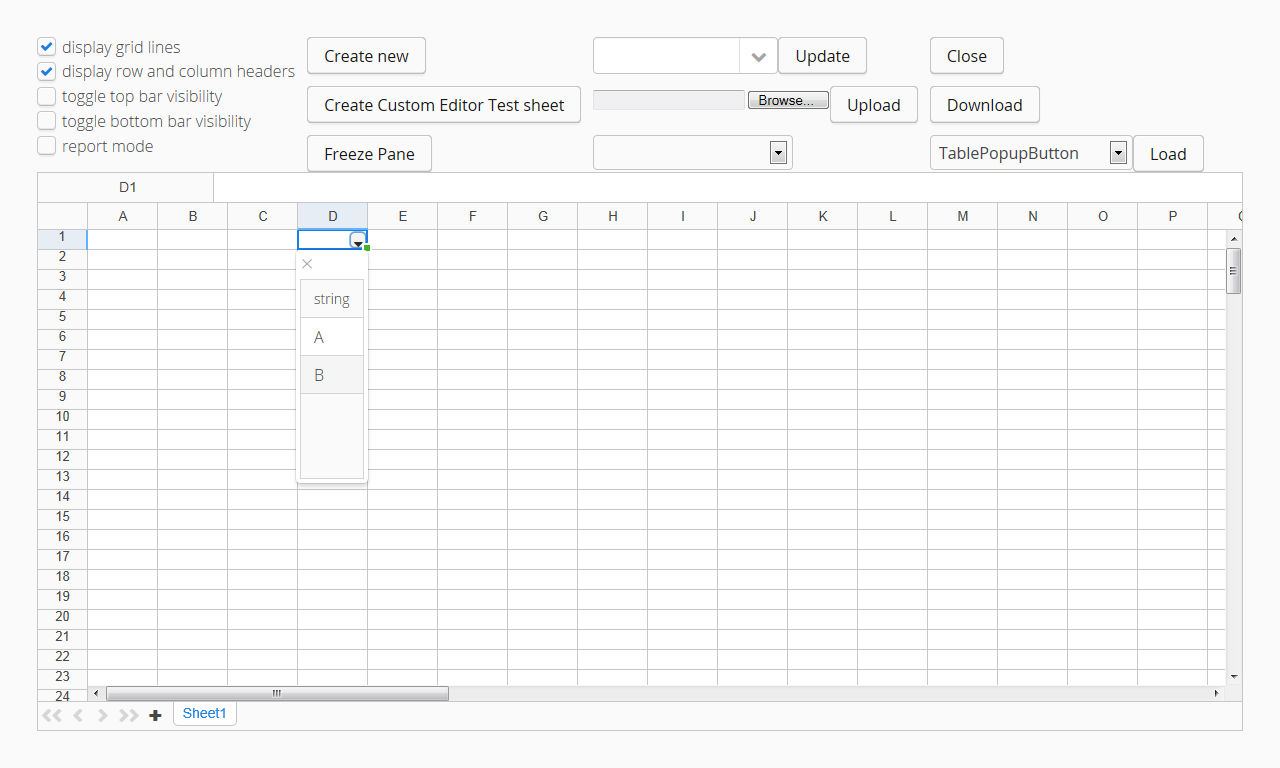 display grid lines
display row and column headers
toggle top bar visibility
toggle bottom bar visibility
report mode
Create new
Update
Close
Create Custom Editor Test sheet
Browse...
Upload
Download
Freeze Pane
TablePopupButton
Load
D1
A B C D E F G H I J K L M N O P
1
2
3
4
5
6
7
8
9
10
11
12
13
14
15
16
17
18
19
20
21
22
23
24
string
A
B
Sheet1